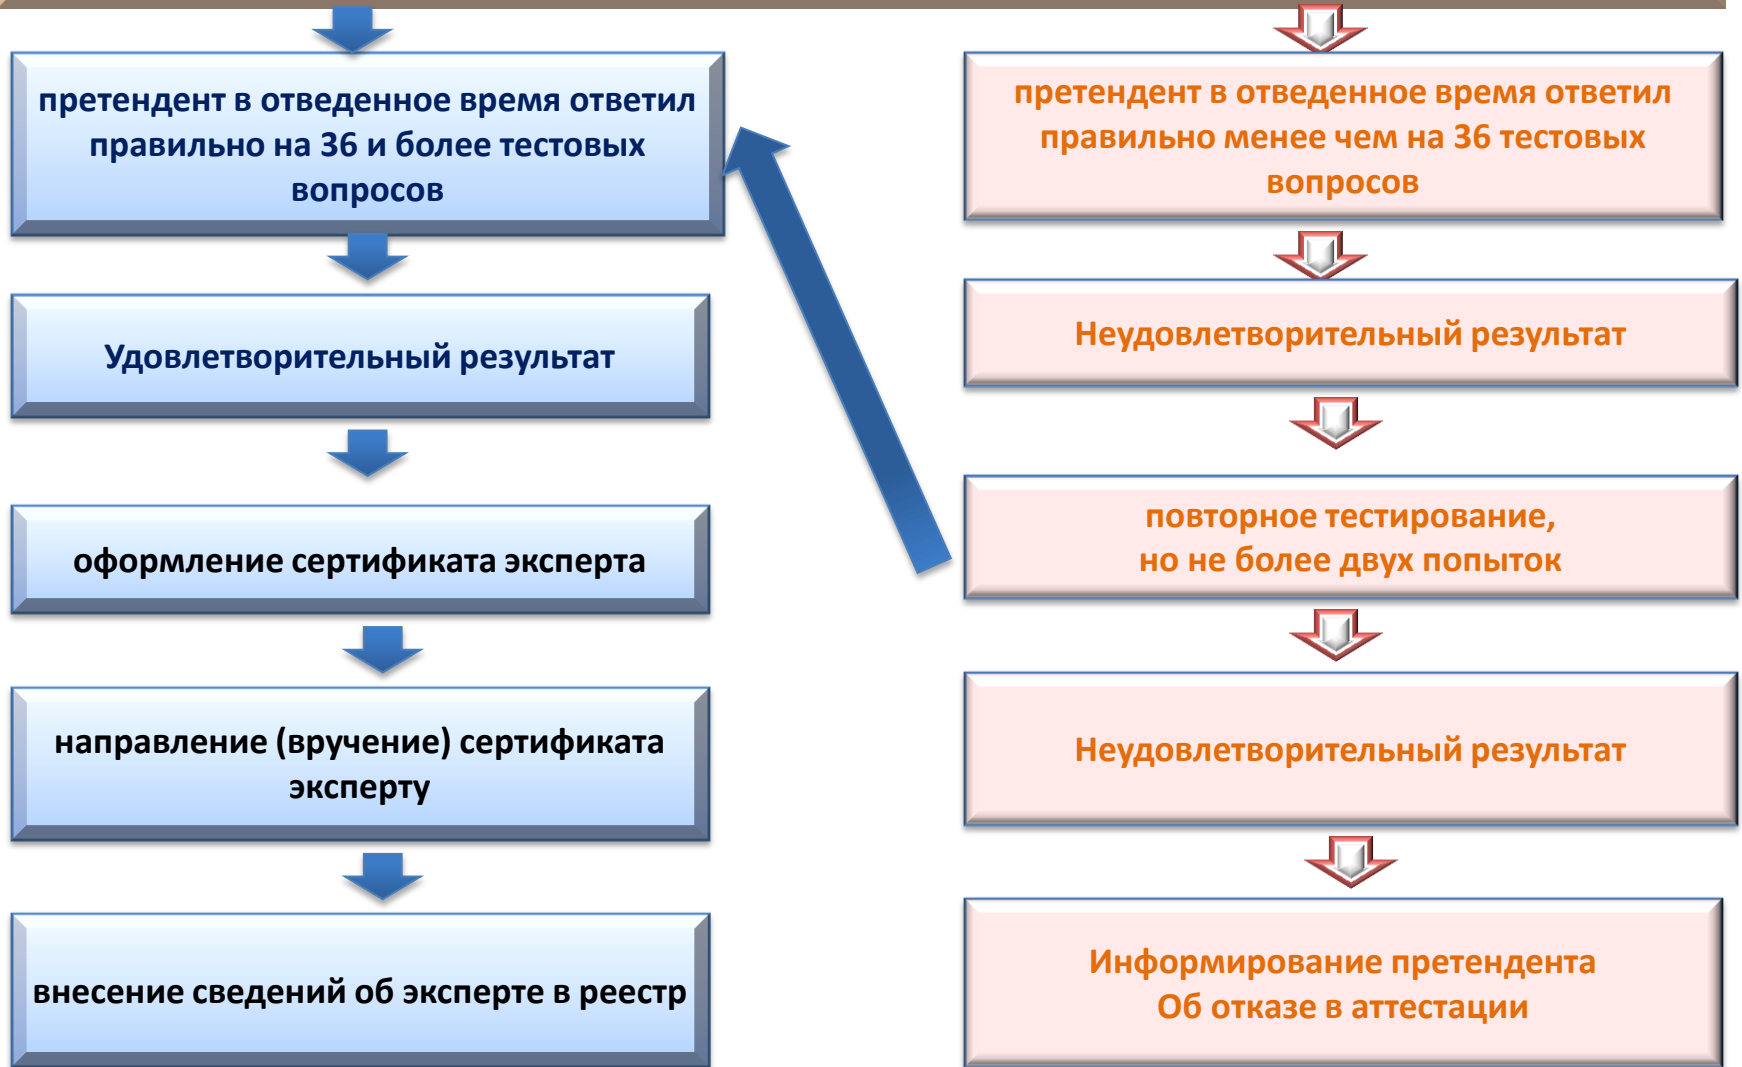 претендент в отведенное время ответил
правильно на 36 и более тестовых
вопросов
Удовлетворительный результат
оформление сертификата эксперта
направление (вручение) сертификата
эксперту
внесение сведений об эксперте в реестр
претендент в отведенное время ответил
правильно менее чем на 36 тестовых
вопросов
Неудовлетворительный результат
повторное тестирование,
но не более двух попыток
Неудовлетворительный результат
Информирование претендента
Об отказе в аттестации